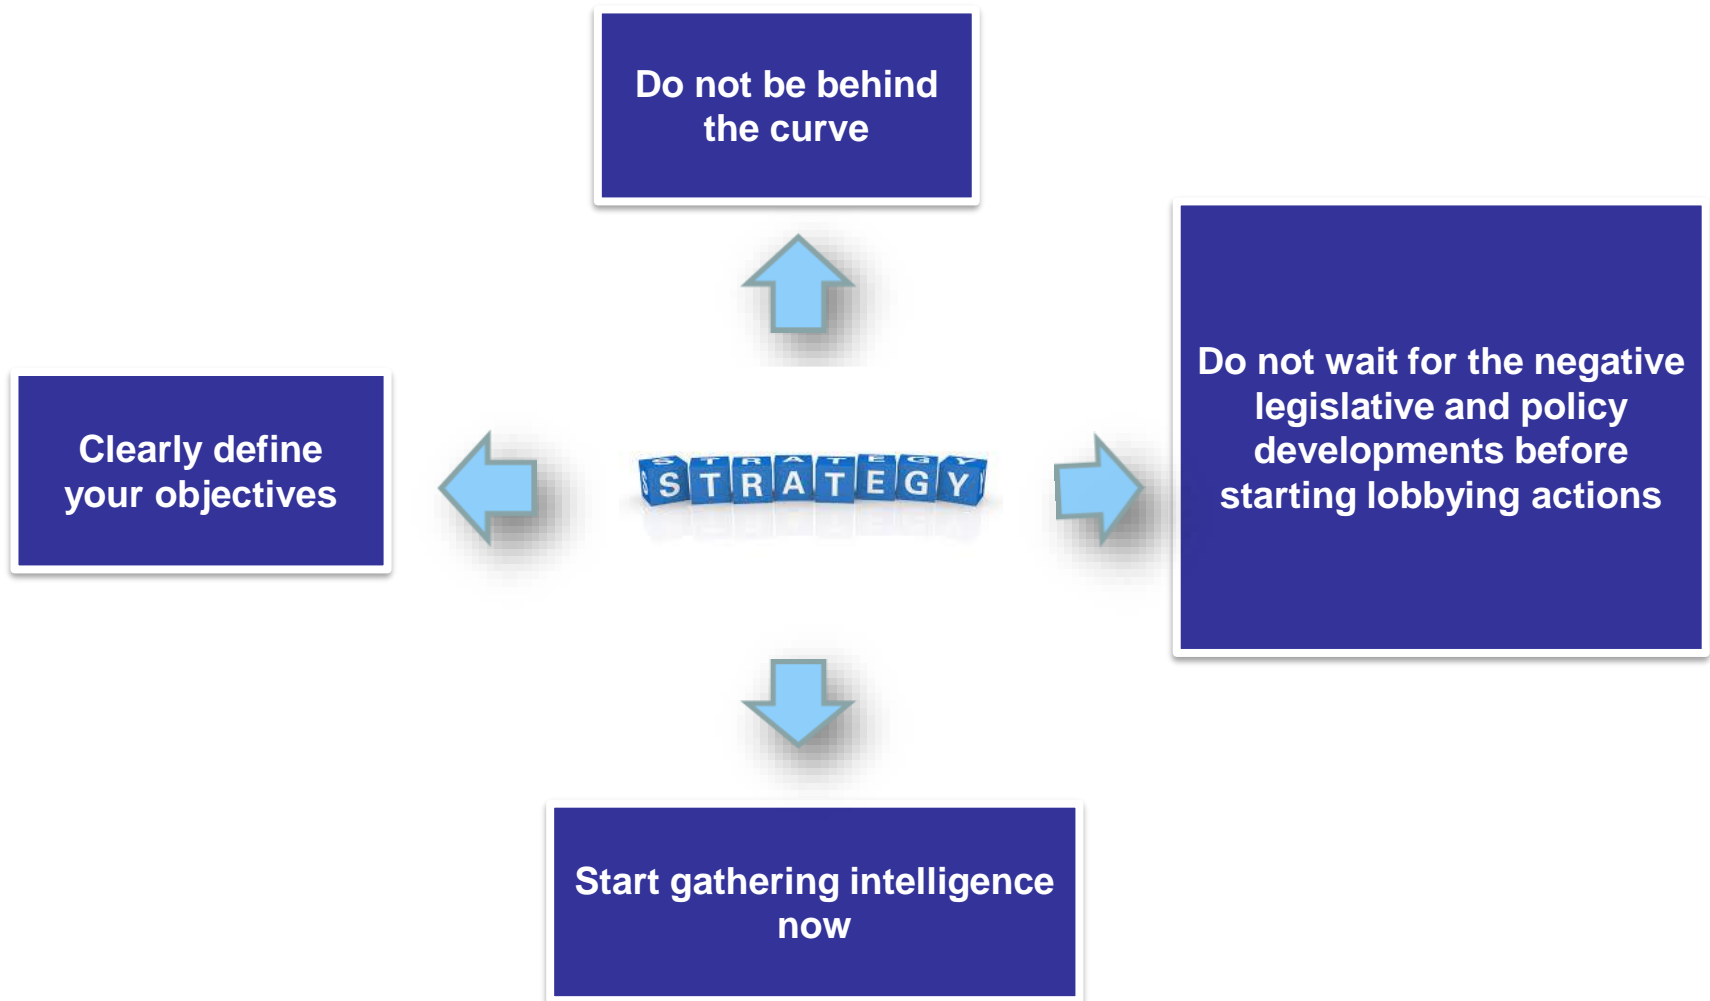 Do not be behind
the curve
Do not wait for the negative
legislative and policy
developments before
starting lobbying actions
Clearly define
your objectives
STRATEGY
STRATEGY
Start gathering intelligence
now